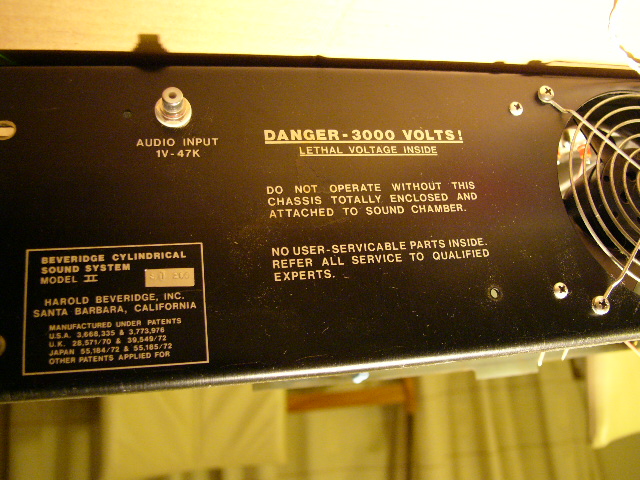 AUDIO INPUT
1V-47K
DANGER-3000 VOLTS!
LETHAL VOLTAGE INSIDE
DO NOT OPERATE WITHOUT THIS
CHASSIS TOTALLY ENCLOSED AND
ATTACHED TO SOUND CHAMBER.
NO USER-SERVICABLE PARTS INSIDE.
REFER ALL SERVICE TO QUALIFIED
EXPERTS.
BEVERIDGE CYLINDRICAL
SOUND SYSTEM
MODEL II
HAROLD BEVERIDGE, INC.
SANTA BARBARA, CALIFORNIA
MANUFACTURED UNDER PATENTS
U.S.A. 3,668,335 & 3,773,976
U.K. 28,571/70 & 39,549/72
JAPAN 55,184/72 & 55,185/72
OTHER PATENTS APPLIED FOR